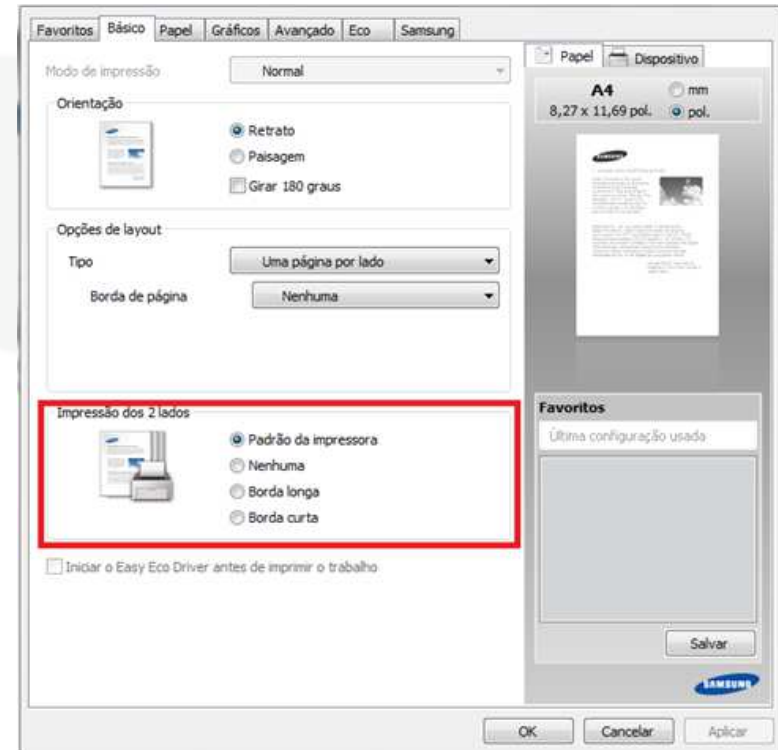 Favoritos Básico Papel Gráficos Avançado Eco Samsung
Modo de impressão Normal
Orientação
Retrato
Paisagem
Girar 180 graus
Opções de layout
Tipo Uma página por lado
Borda de página Nenhuma
Impressão dos 2 lados
Padrão da impressora
Nenhuma
Borda longa
Borda curta
Iniciar o Easy Eco Driver antes de imprimir o trabalho
Papel Dispositivo
A4 mm
8,27 x 11,69 pol. pol.
SAMSUNG
Favoritos
Última configuração usada
Salvar
SAMSUNG
OK Cancelar Aplicar